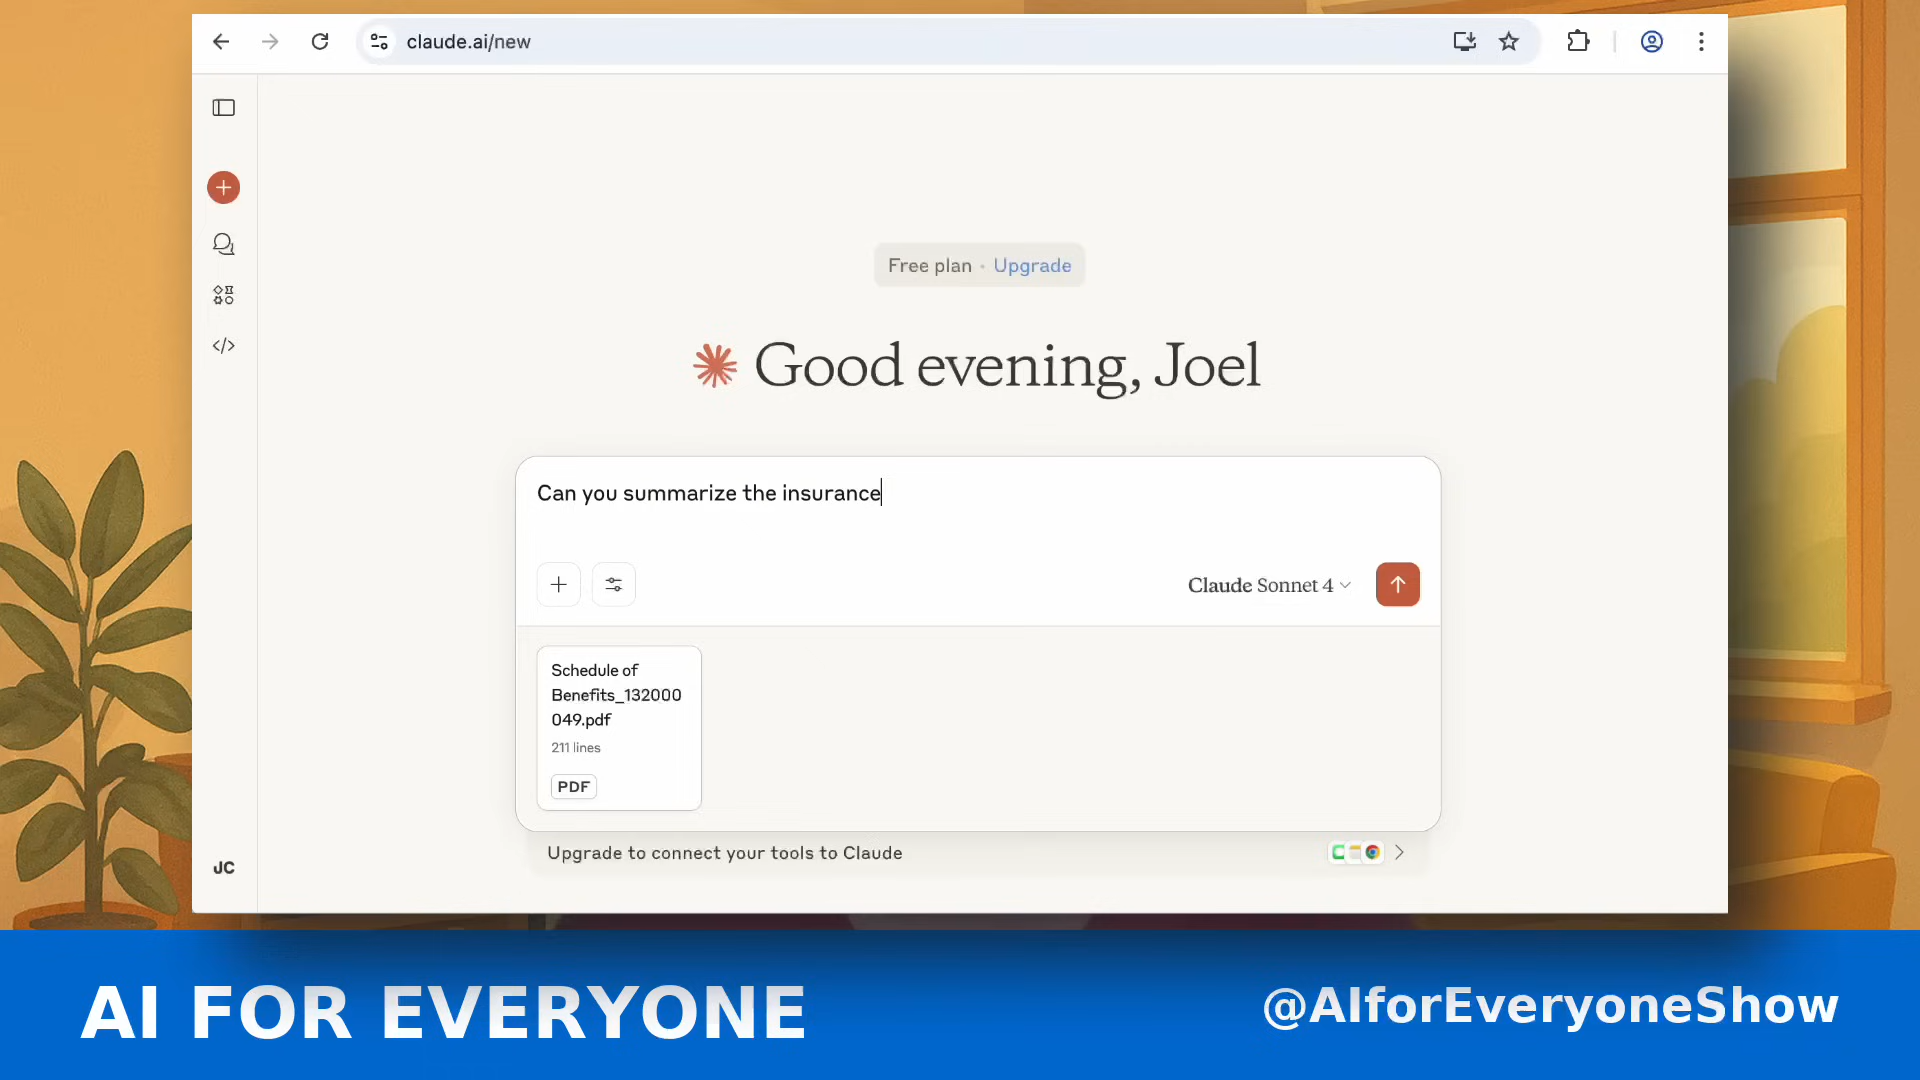 claude.ai/new
Free plan · Upgrade
Good evening, Joel
Can you summarize the insurance
Claude Sonnet 4
Schedule of
Benefits_132000
049.pdf
211 lines
PDF
Upgrade to connect your tools to Claude
JC
AI FOR EVERYONE
@AIforEveryoneShow